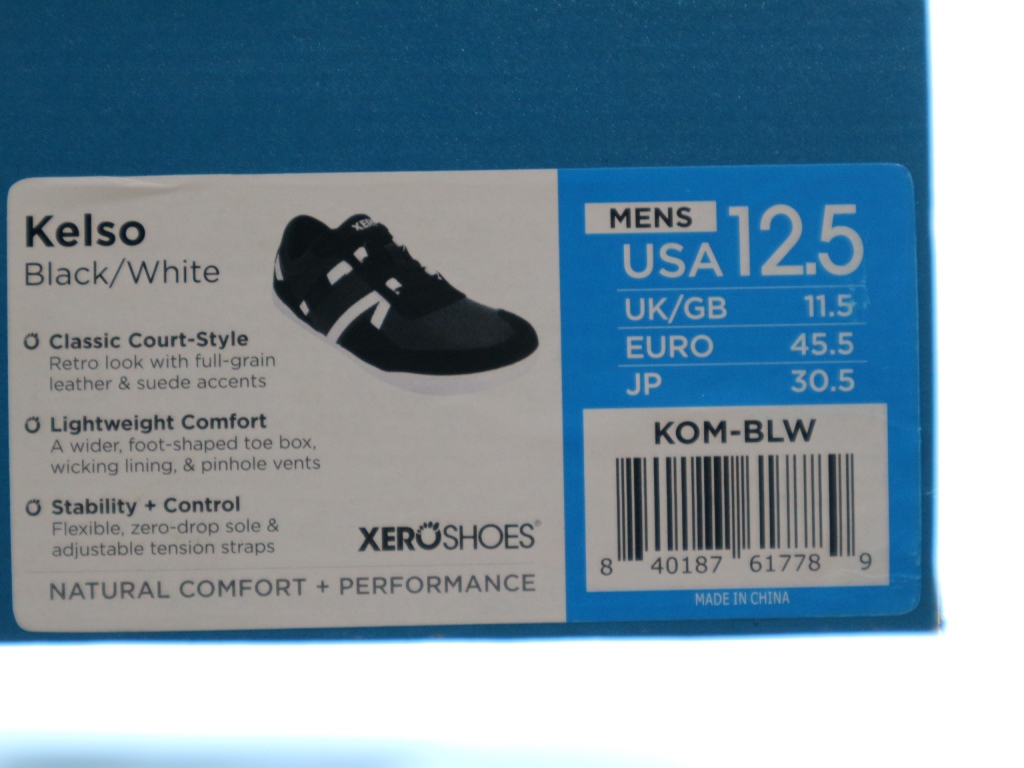 Kelso
Black/White
Classic Court-Style
Retro look with full-grain
leather & suede accents
Lightweight Comfort
A wider, foot-shaped toe box,
wicking lining, & pinhole vents
Stability + Control
Flexible, zero-drop sole &
adjustable tension straps
XEROSHOES®
NATURAL COMFORT + PERFORMANCE
MENS
USA 12.5
UK/GB 11.5
EURO 45.5
JP 30.5
KOM-BLW
8 40187 61778 9
MADE IN CHINA